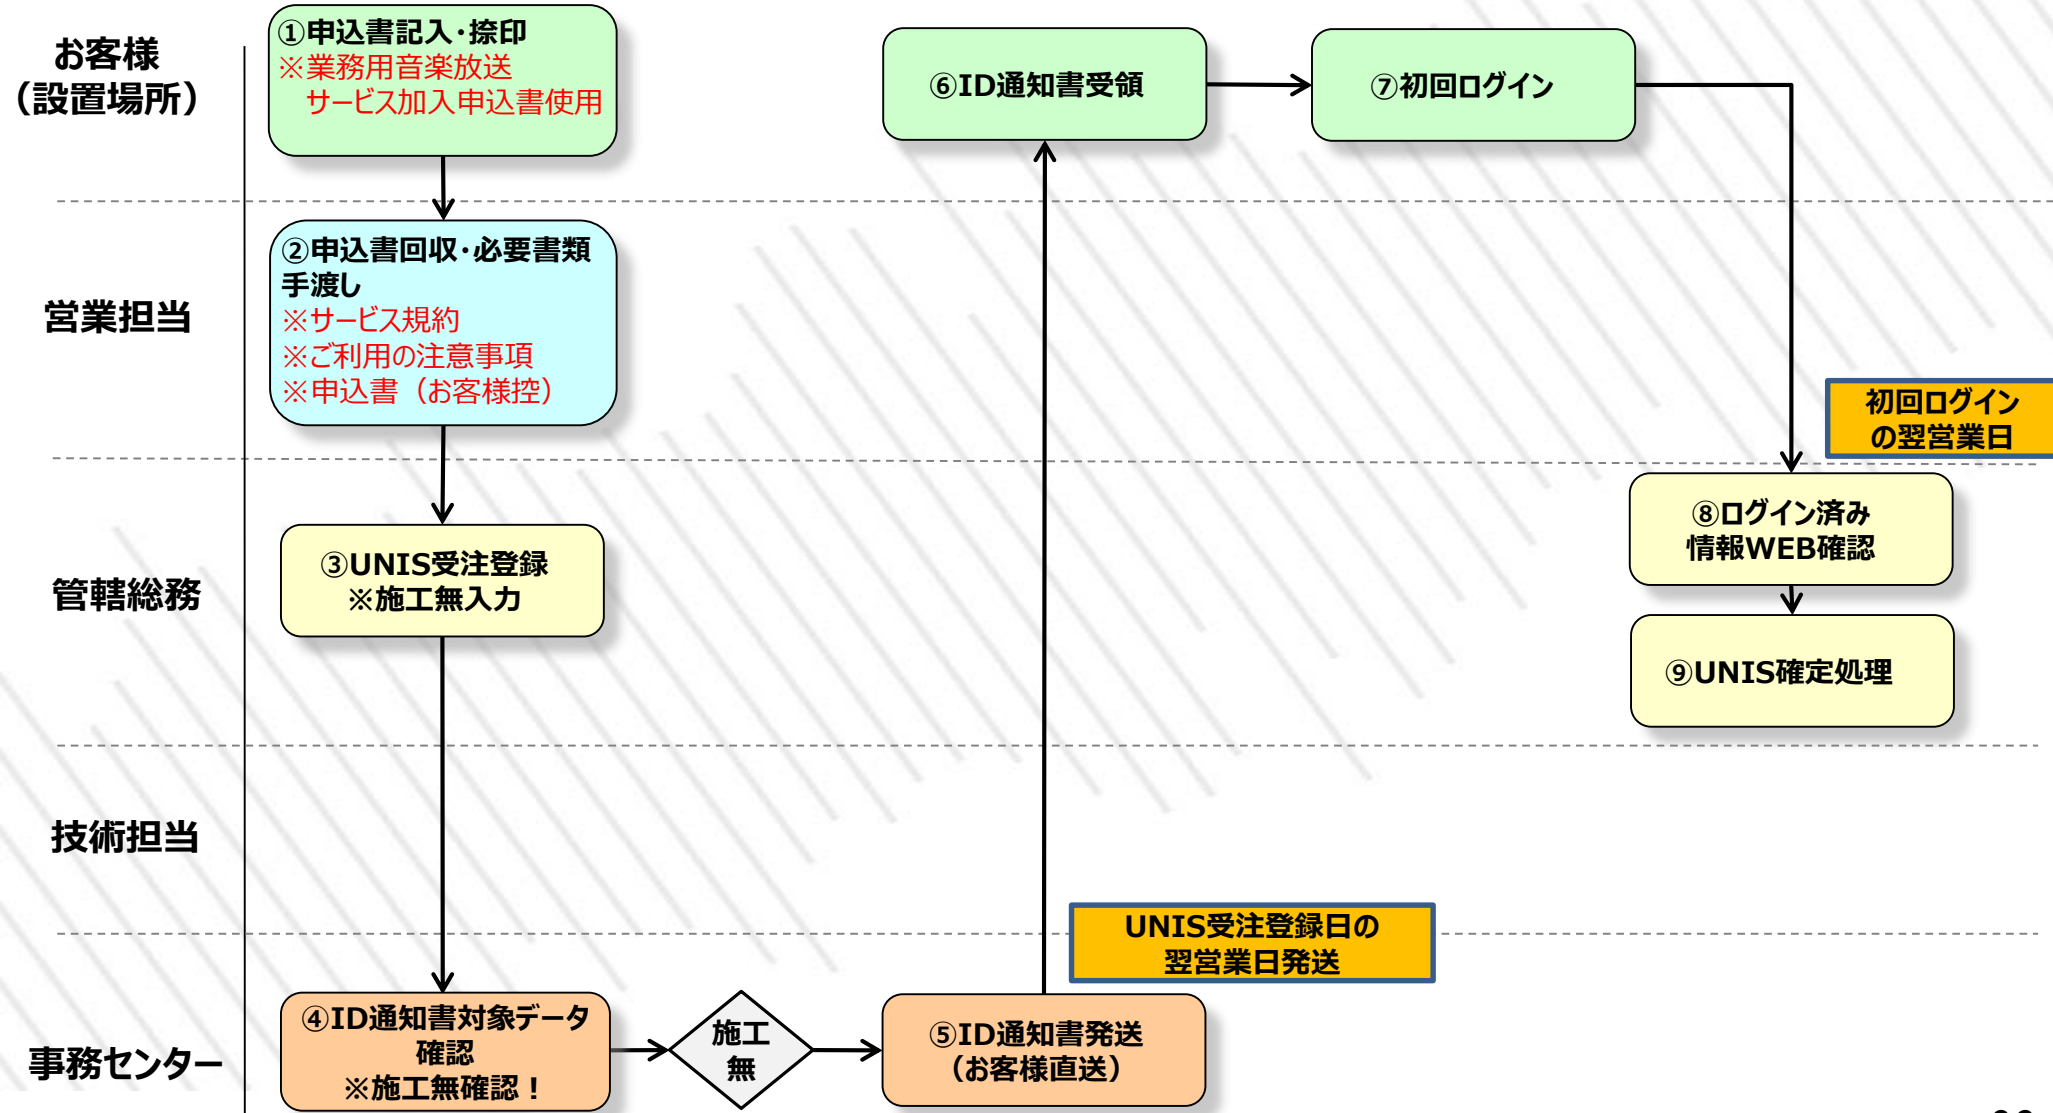 お客様
（設置場所）
①申込書記入･捺印
※業務用音楽放送
サービス加入申込書使用
⑥ID通知書受領
⑦初回ログイン
営業担当
②申込書回収･必要書類
手渡し
※サービス規約
※ご利用の注意事項
※申込書（お客様控）
初回ログイン
の翌営業日
管轄総務
③UNIS受注登録
※施工無入力
⑧ログイン済み
情報WEB確認
⑨UNIS確定処理
技術担当
UNIS受注登録日の
翌営業日発送
事務センター
④ID通知書対象データ
確認
※施工無確認！
施工
無
⑤ID通知書発送
（お客様直送）